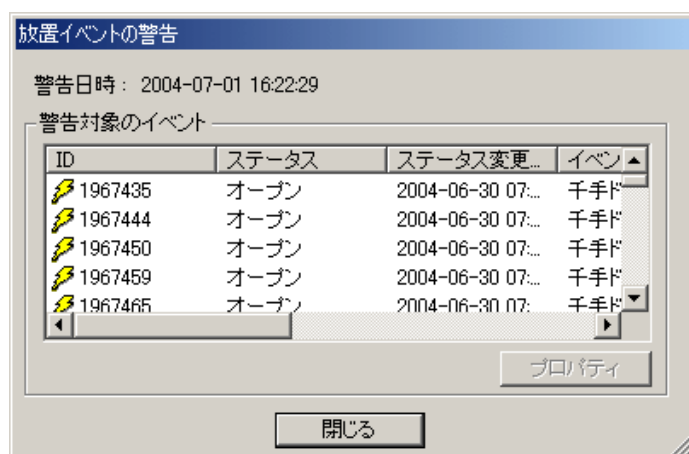 放置イベントの警告
警告日時： 2004-07-01 16:22:29
警告対象のイベント
ID ステータス ステータス変更... イベン
1967435 オープン 2004-06-30 07:... 千手ド
1967444 オープン 2004-06-30 07:... 千手ド
1967450 オープン 2004-06-30 07:... 千手ド
1967459 オープン 2004-06-30 07:... 千手ド
1967465 オープン 2004-06-30 07: 千手ド
プロパティ
閉じる